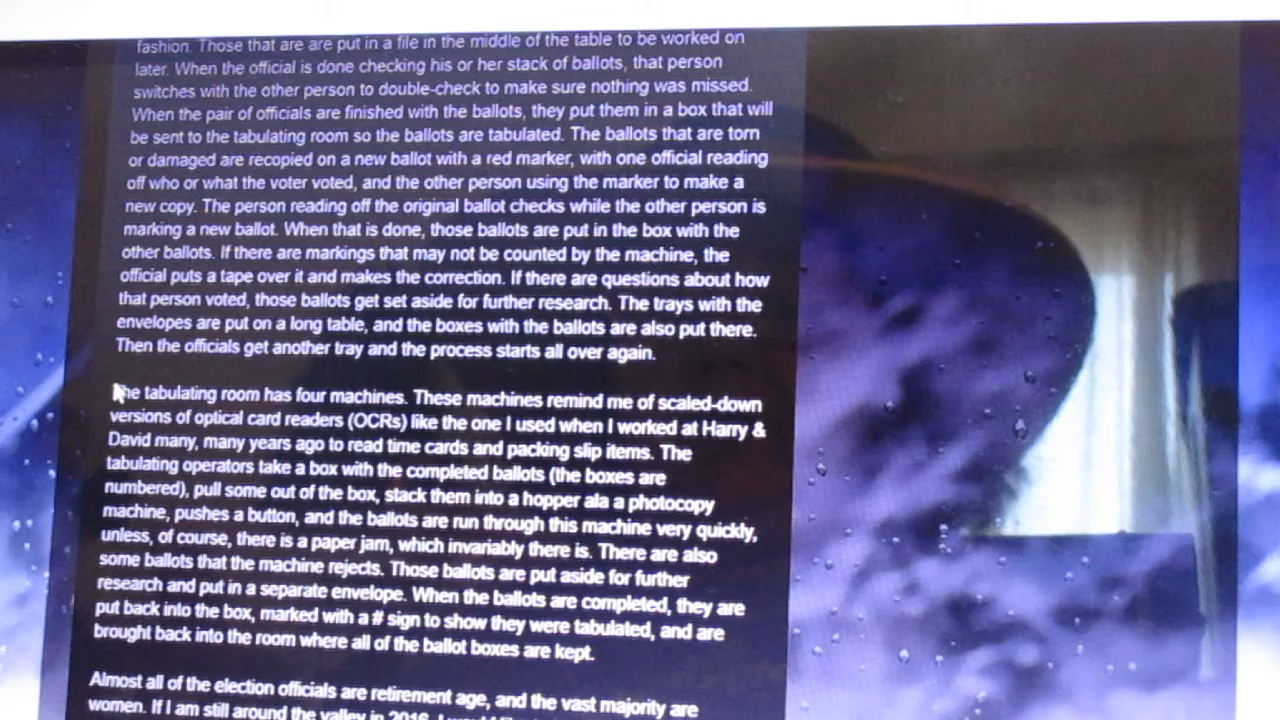 fashion. Those that are are put in a file in the middle of the table to be worked on
later. When the official is done checking his or her stack of ballots, that person
switches with the other person to double-check to make sure nothing was missed.
When the pair of officials are finished with the ballots, they put them in a box that will
be sent to the tabulating room so the ballots are tabulated. The ballots that are torn
or damaged are recopied on a new ballot with a red marker, with one official reading
off who or what the voter voted, and the other person using the marker to make a
new copy. The person reading off the original ballot checks while the other person is
marking a new ballot. When that is done, those ballots are put in the box with the
other ballots. If there are markings that may not be counted by the machine, the
official puts a tape over it and makes the correction. If there are questions about how
that person voted, those ballots get set aside for further research. The trays with the
envelopes are put on a long table, and the boxes with the ballots are also put there.
Then the officials get another tray and the process starts all over again.
The tabulating room has four machines. These machines remind me of scaled-down
versions of optical card readers (OCRs) like the one I used when I worked at Harry &
David many, many years ago to read time cards and packing slip items. The
tabulating operators take a box with the completed ballots (the boxes are
numbered), pull some out of the box, stack them into a hopper ala a photocopy
machine, pushes a button, and the ballots are run through this machine very quickly,
unless, of course, there is a paper jam, which invariably there is. There are also
some ballots that the machine rejects. Those ballots are put aside for further
research and put in a separate envelope. When the ballots are completed, they are
put back into the box, marked with a # sign to show they were tabulated, and are
brought back into the room where all of the ballot boxes are kept.
Almost all of the election officials are retirement age, and the vast majority are
women. If I am still around the valley in 2016, I